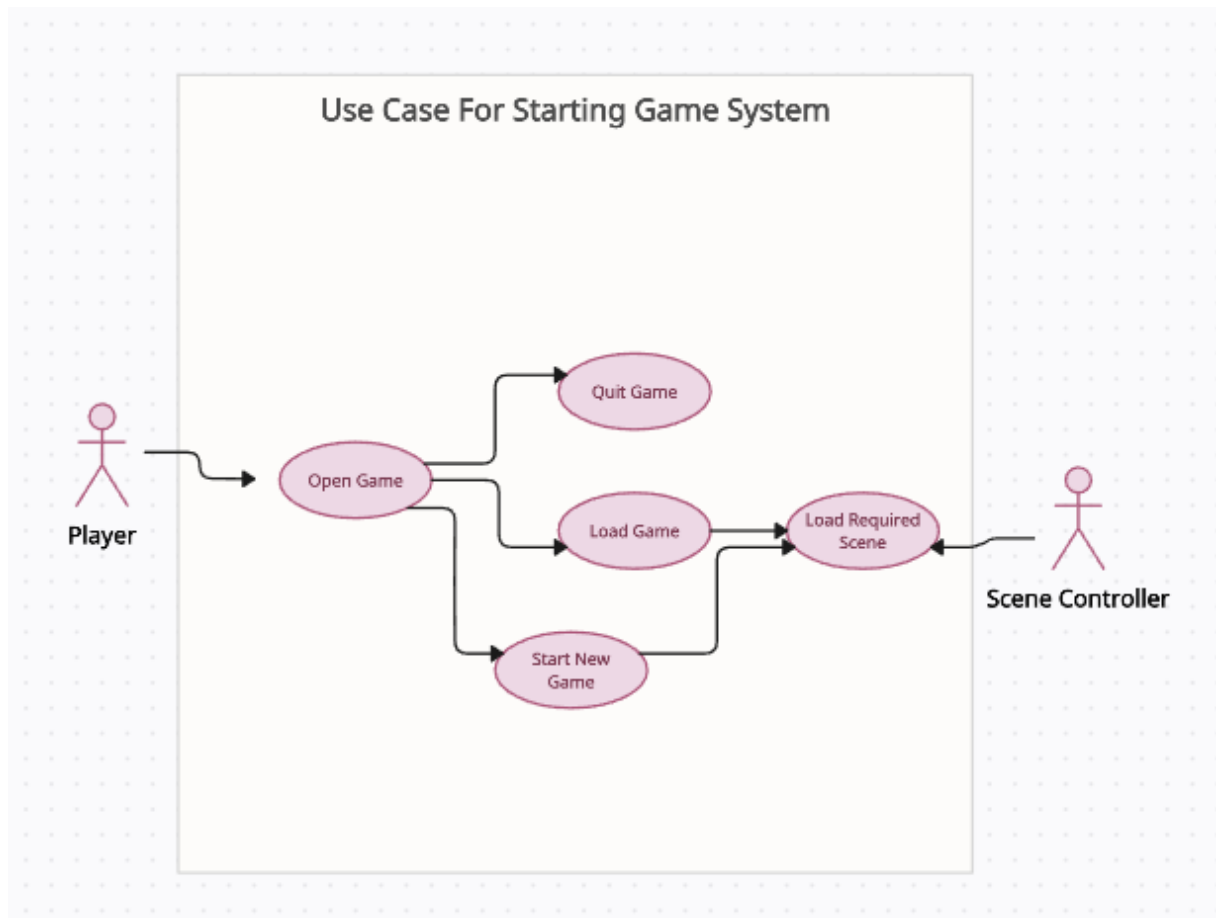 Use Case For Starting Game System
Quit Game
Open Game
Player
Load Game
Load Required
Scene
Scene Controller
Start New
Game